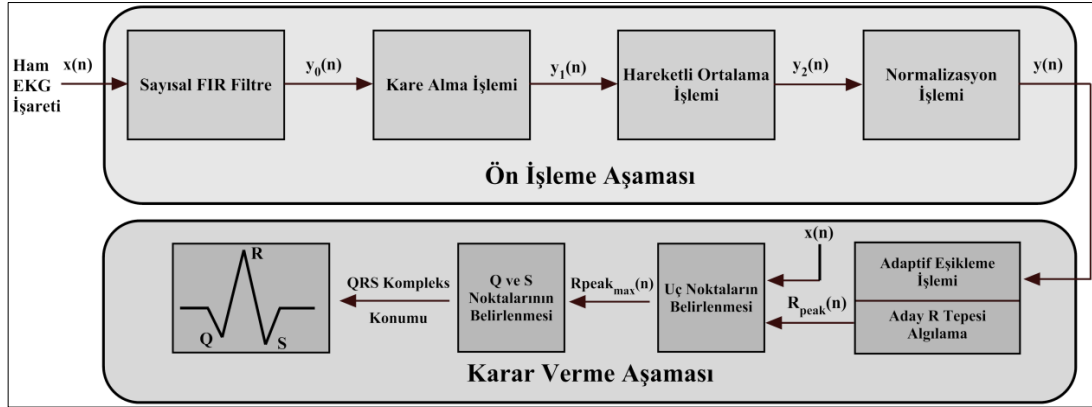 Ham
EKG
İşareti
x(n)
Sayısal FIR Filtre
y₀(n)
Kare Alma İşlemi
y₁(n)
Hareketli Ortalama
İşlemi
y₂(n)
Normalizasyon
İşlemi
y(n)
Ön İşleme Aşaması
Adaptif Eşikleme
İşlemi
Aday R Tepesi
Algılama
R_peak(n)
x(n)
Uç Noktaların
Belirlenmesi
Rpeak_max(n)
Q ve S
Noktalarının
Belirlenmesi
QRS Kompleks
Konumu
R
Q
S
Karar Verme Aşaması